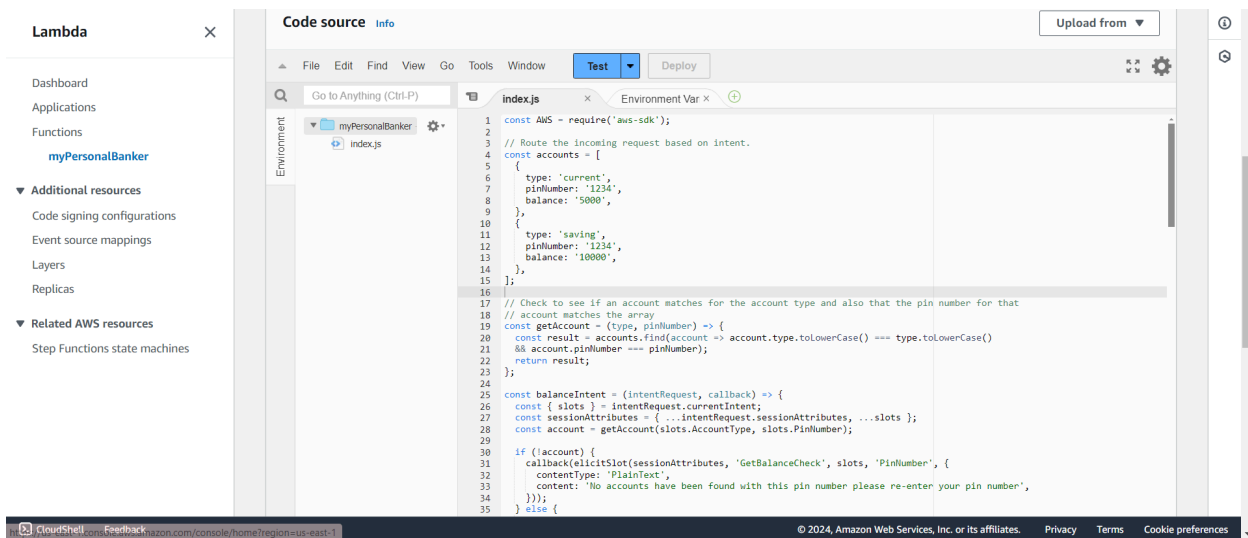 Lambda
Dashboard
Applications
Functions
myPersonalBanker
Additional resources
Code signing configurations
Event source mappings
Layers
Replicas
Related AWS resources
Step Functions state machines
Code source Info
Upload from
File Edit Find View Go Tools Window Test Deploy
Go to Anything (Ctrl-P)
index.js × Environment Var ×
Environment
myPersonalBanker
index.js
1 const AWS = require('aws-sdk');
2
3 // Route the incoming request based on intent.
4 const accounts = [
5 {
6 type: 'current',
7 pinNumber: '1234',
8 balance: '5000',
9 },
10 {
11 type: 'saving',
12 pinNumber: '1234',
13 balance: '10000',
14 },
15 ];
16
17 // Check to see if an account matches for the account type and also that the pin number for that
18 // account matches the array
19 const getAccount = (type, pinNumber) => {
20 const result = accounts.find(account => account.type.toLowerCase() === type.toLowerCase()
21 && account.pinNumber === pinNumber);
22 return result;
23 };
24
25 const balanceIntent = (intentRequest, callback) => {
26 const { slots } = intentRequest.currentIntent;
27 const sessionAttributes = { ...intentRequest.sessionAttributes, ...slots };
28 const account = getAccount(slots.AccountType, slots.PinNumber);
29
30 if (!account) {
31 callback(elicitSlot(sessionAttributes, 'GetBalanceCheck', slots, 'PinNumber', {
32 contentType: 'PlainText',
33 content: 'No accounts have been found with this pin number please re-enter your pin number',
34 }));
35 } else {
CloudShell Feedback © 2024, Amazon Web Services, Inc. or its affiliates. Privacy Terms Cookie preferences